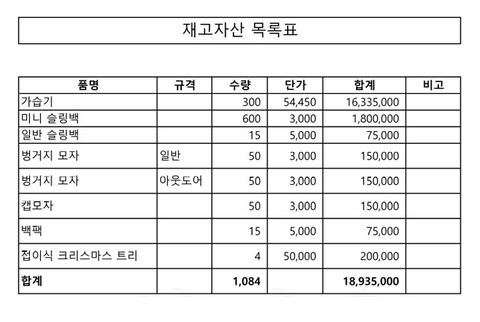 재고자산 목록표
품명 규격 수량 단가 합계 비고
가습기 300 54,450 16,335,000
미니 슬링백 600 3,000 1,800,000
일반 슬링백 15 5,000 75,000
벙거지 모자 일반 50 3,000 150,000
벙거지 모자 아웃도어 50 3,000 150,000
캡모자 50 3,000 150,000
백팩 15 5,000 75,000
접이식 크리스마스 트리 4 50,000 200,000
합계 1,084 18,935,000